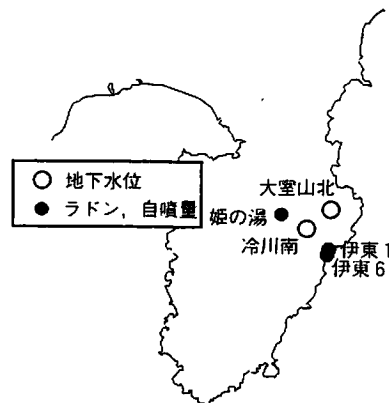 ○ 地下水位
● ラドン, 自噴量
大室山北
姫の湯
冷川南
伊東1
伊東6